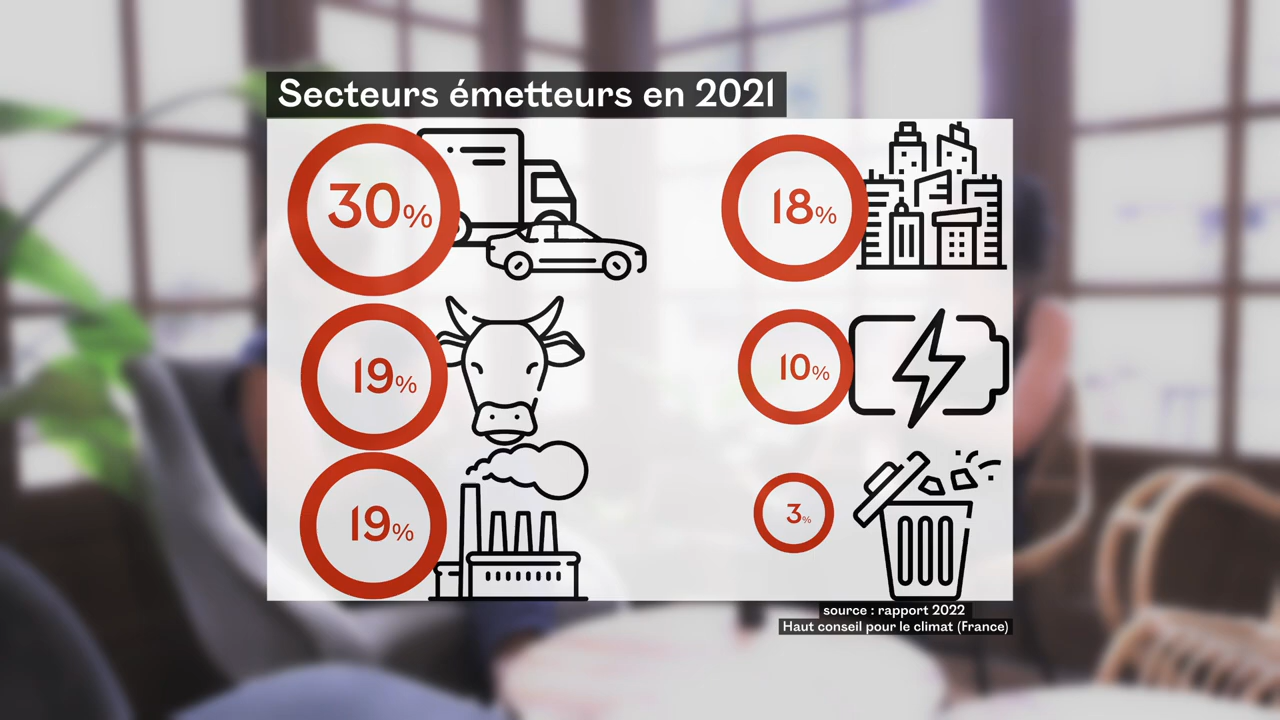 Secteurs émetteurs en 2021
30%
18%
19%
10%
19%
3%
source : rapport 2022
Haut conseil pour le climat (France)